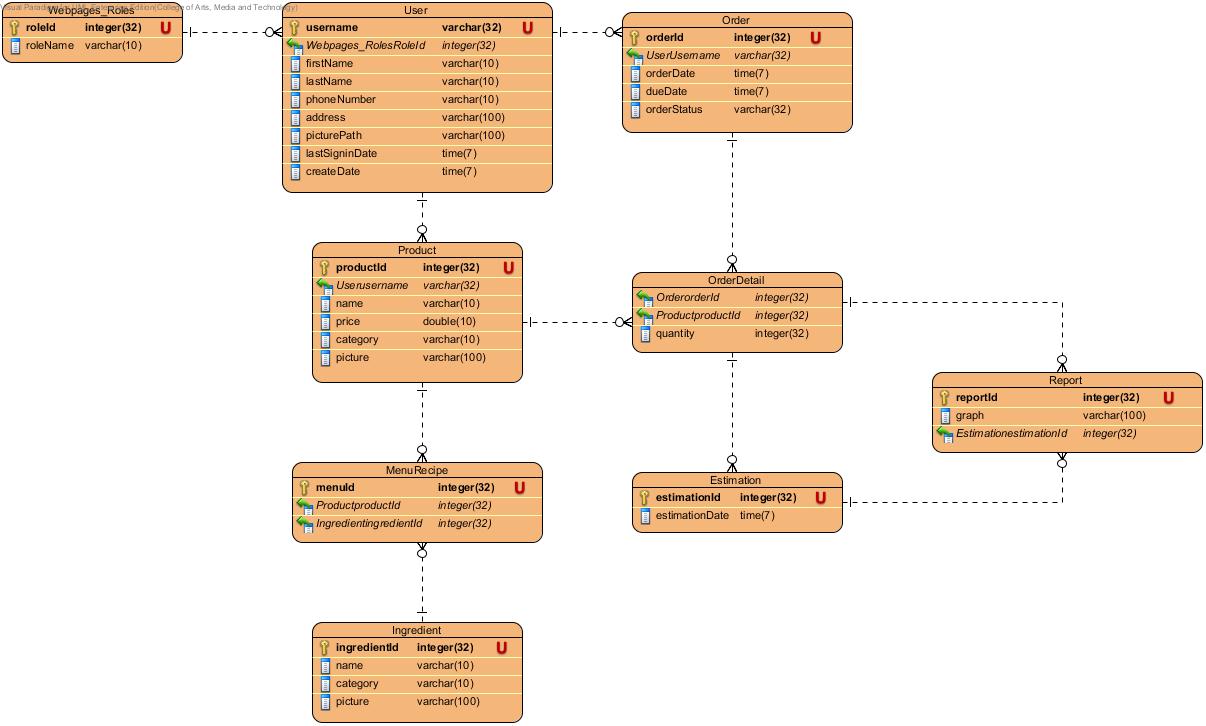 Visual Paradigm for UML Enterprise Edition(College of Arts, Media and Technology)
Webpages_Roles
roleId integer(32) U
roleName varchar(10)
User
username varchar(32) U
Webpages_RolesRoleId integer(32)
firstName varchar(10)
lastName varchar(10)
phoneNumber varchar(10)
address varchar(100)
picturePath varchar(100)
lastSigninDate time(7)
createDate time(7)
Order
orderId integer(32) U
UserUsername varchar(32)
orderDate time(7)
dueDate time(7)
orderStatus varchar(32)
Product
productId integer(32) U
Userusername varchar(32)
name varchar(10)
price double(10)
category varchar(10)
picture varchar(100)
OrderDetail
OrderorderId integer(32)
ProductproductId integer(32)
quantity integer(32)
Report
reportId integer(32) U
graph varchar(100)
EstimationestimationId integer(32)
MenuRecipe
menuId integer(32) U
ProductproductId integer(32)
IngredientingredientId integer(32)
Estimation
estimationId integer(32) U
estimationDate time(7)
Ingredient
ingredientId integer(32) U
name varchar(10)
category varchar(10)
picture varchar(100)